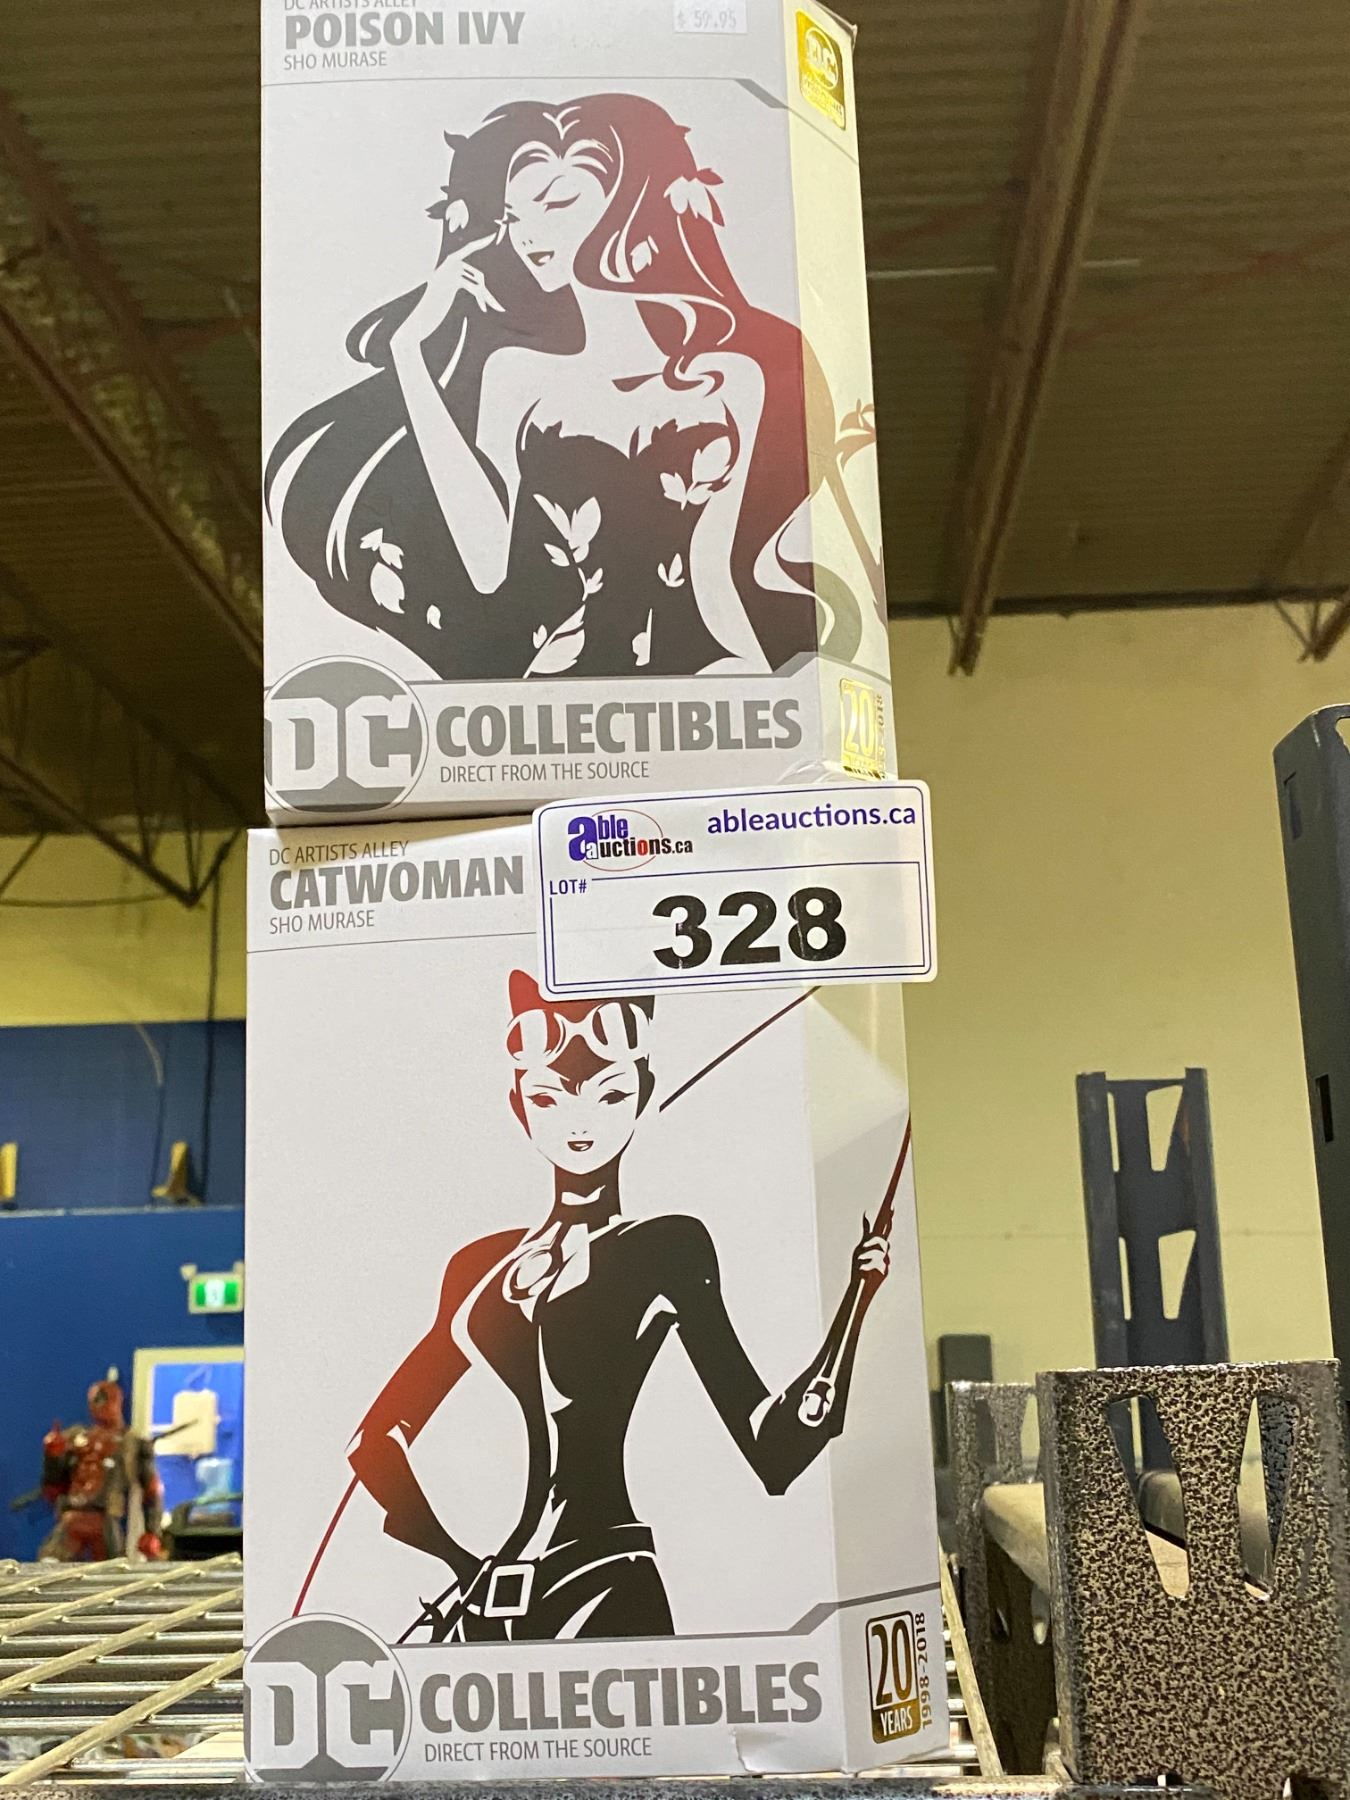 DC ARTISTS ALLEY
POISON IVY
SHO MURASE
$ 59.95
DC
DC COLLECTIBLES
DIRECT FROM THE SOURCE
20
able auctions.ca
ableauctions.ca
LOT#
328
DC ARTISTS ALLEY
CATWOMAN
SHO MURASE
DC COLLECTIBLES
DIRECT FROM THE SOURCE
20
YEARS
1998-2018